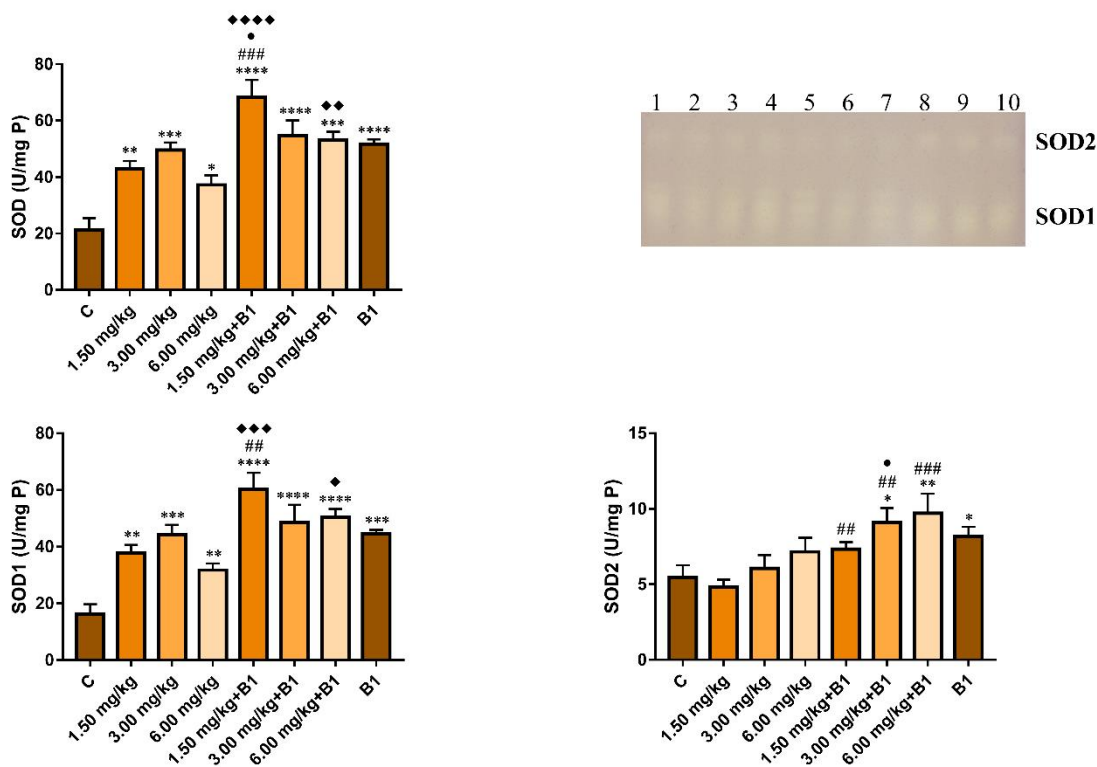 ◆◆◆◆
●
###
****
**
***
*
****
◆◆
***
****
80
60
40
20
0
SOD (U/mg P)
C
1.50 mg/kg
3.00 mg/kg
6.00 mg/kg
1.50 mg/kg+B1
3.00 mg/kg+B1
6.00 mg/kg+B1
B1
1 2 3 4 5 6 7 8 9 10
SOD2
SOD1
◆◆◆
##
****
**
***
**
****
◆
****
***
80
60
40
20
0
SOD1 (U/mg P)
C
1.50 mg/kg
3.00 mg/kg
6.00 mg/kg
1.50 mg/kg+B1
3.00 mg/kg+B1
6.00 mg/kg+B1
B1
##
●
##
*
###
**
*
15
10
5
0
SOD2 (U/mg P)
C
1.50 mg/kg
3.00 mg/kg
6.00 mg/kg
1.50 mg/kg+B1
3.00 mg/kg+B1
6.00 mg/kg+B1
B1